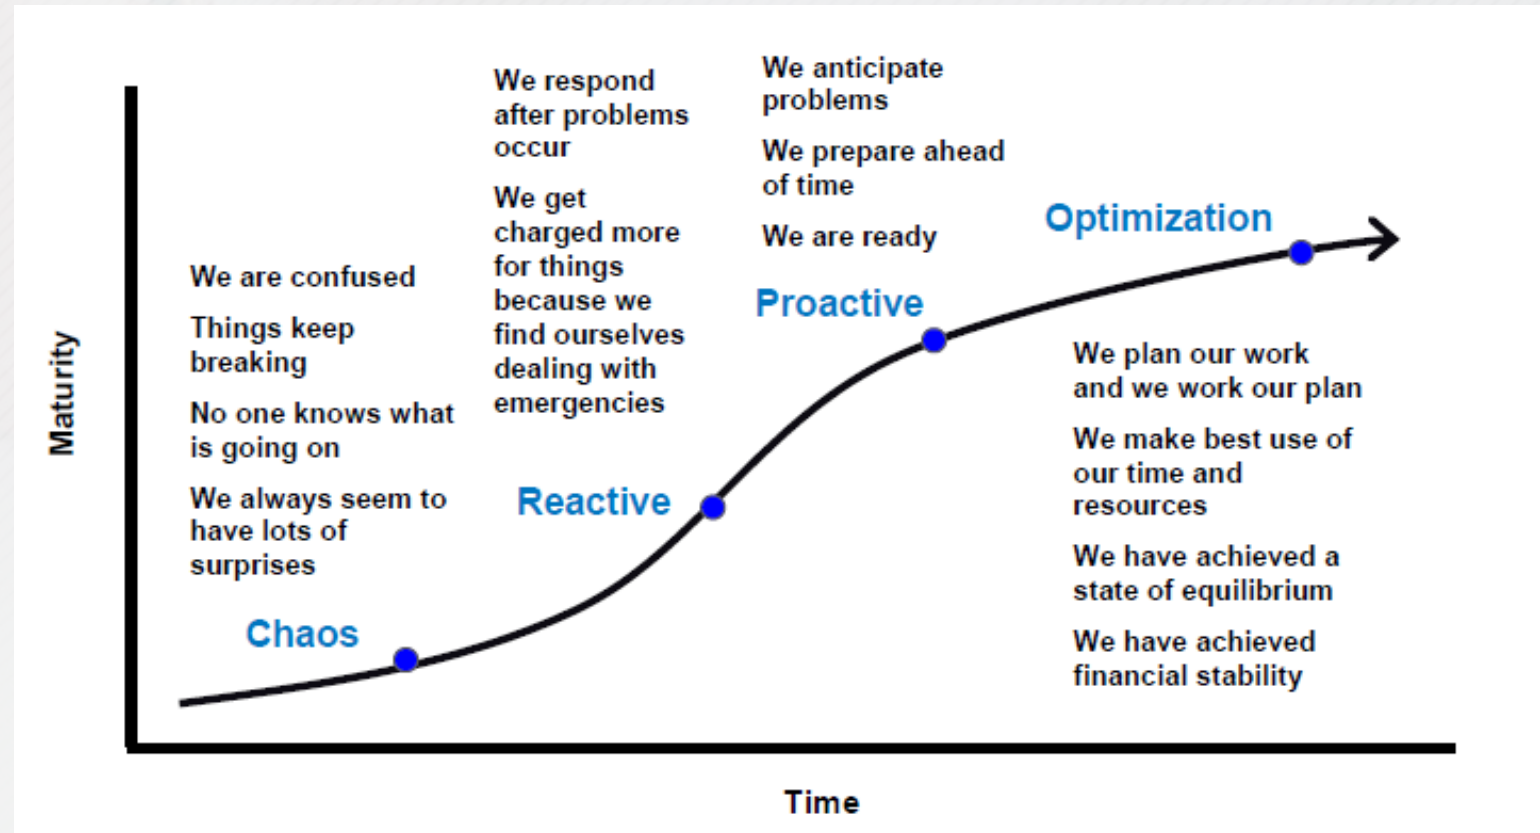 Maturity
We are confused
Things keep
breaking
No one knows what
is going on
We always seem to
have lots of
surprises
Chaos
We respond
after problems
occur
We get
charged more
for things
because we
find ourselves
dealing with
emergencies
Reactive
We anticipate
problems
We prepare ahead
of time
We are ready
Proactive
Optimization
We plan our work
and we work our plan
We make best use of
our time and
resources
We have achieved a
state of equilibrium
We have achieved
financial stability
Time